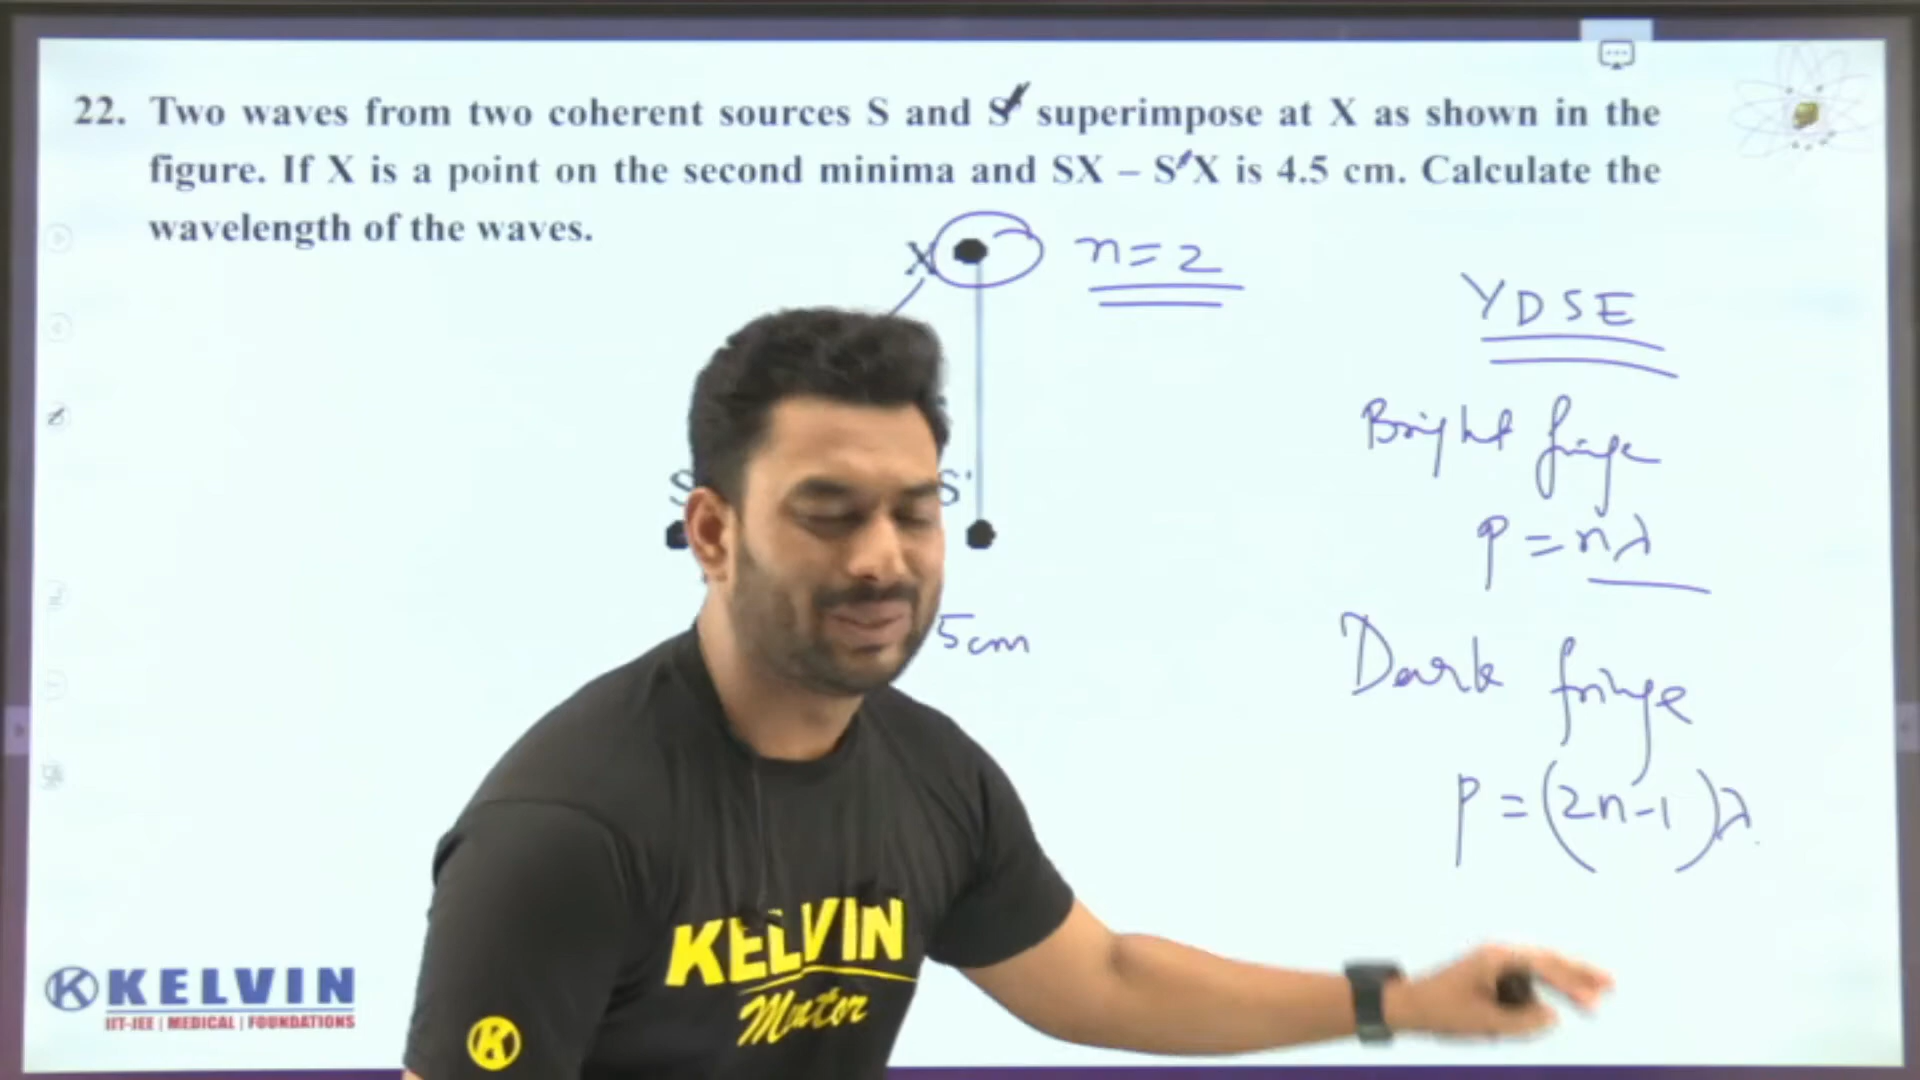 22. Two waves from two coherent sources S and S′ superimpose at X as shown in the
figure. If X is a point on the second minima and SX – S′X is 4.5 cm. Calculate the
wavelength of the waves.
X
n=2
YDSE
Bright fringe
S
S'
p = nλ
5cm
Dark fringe
p = (2n-1)λ
KELVIN
Mentor
K
K KELVIN
IIT-JEE | MEDICAL | FOUNDATIONS